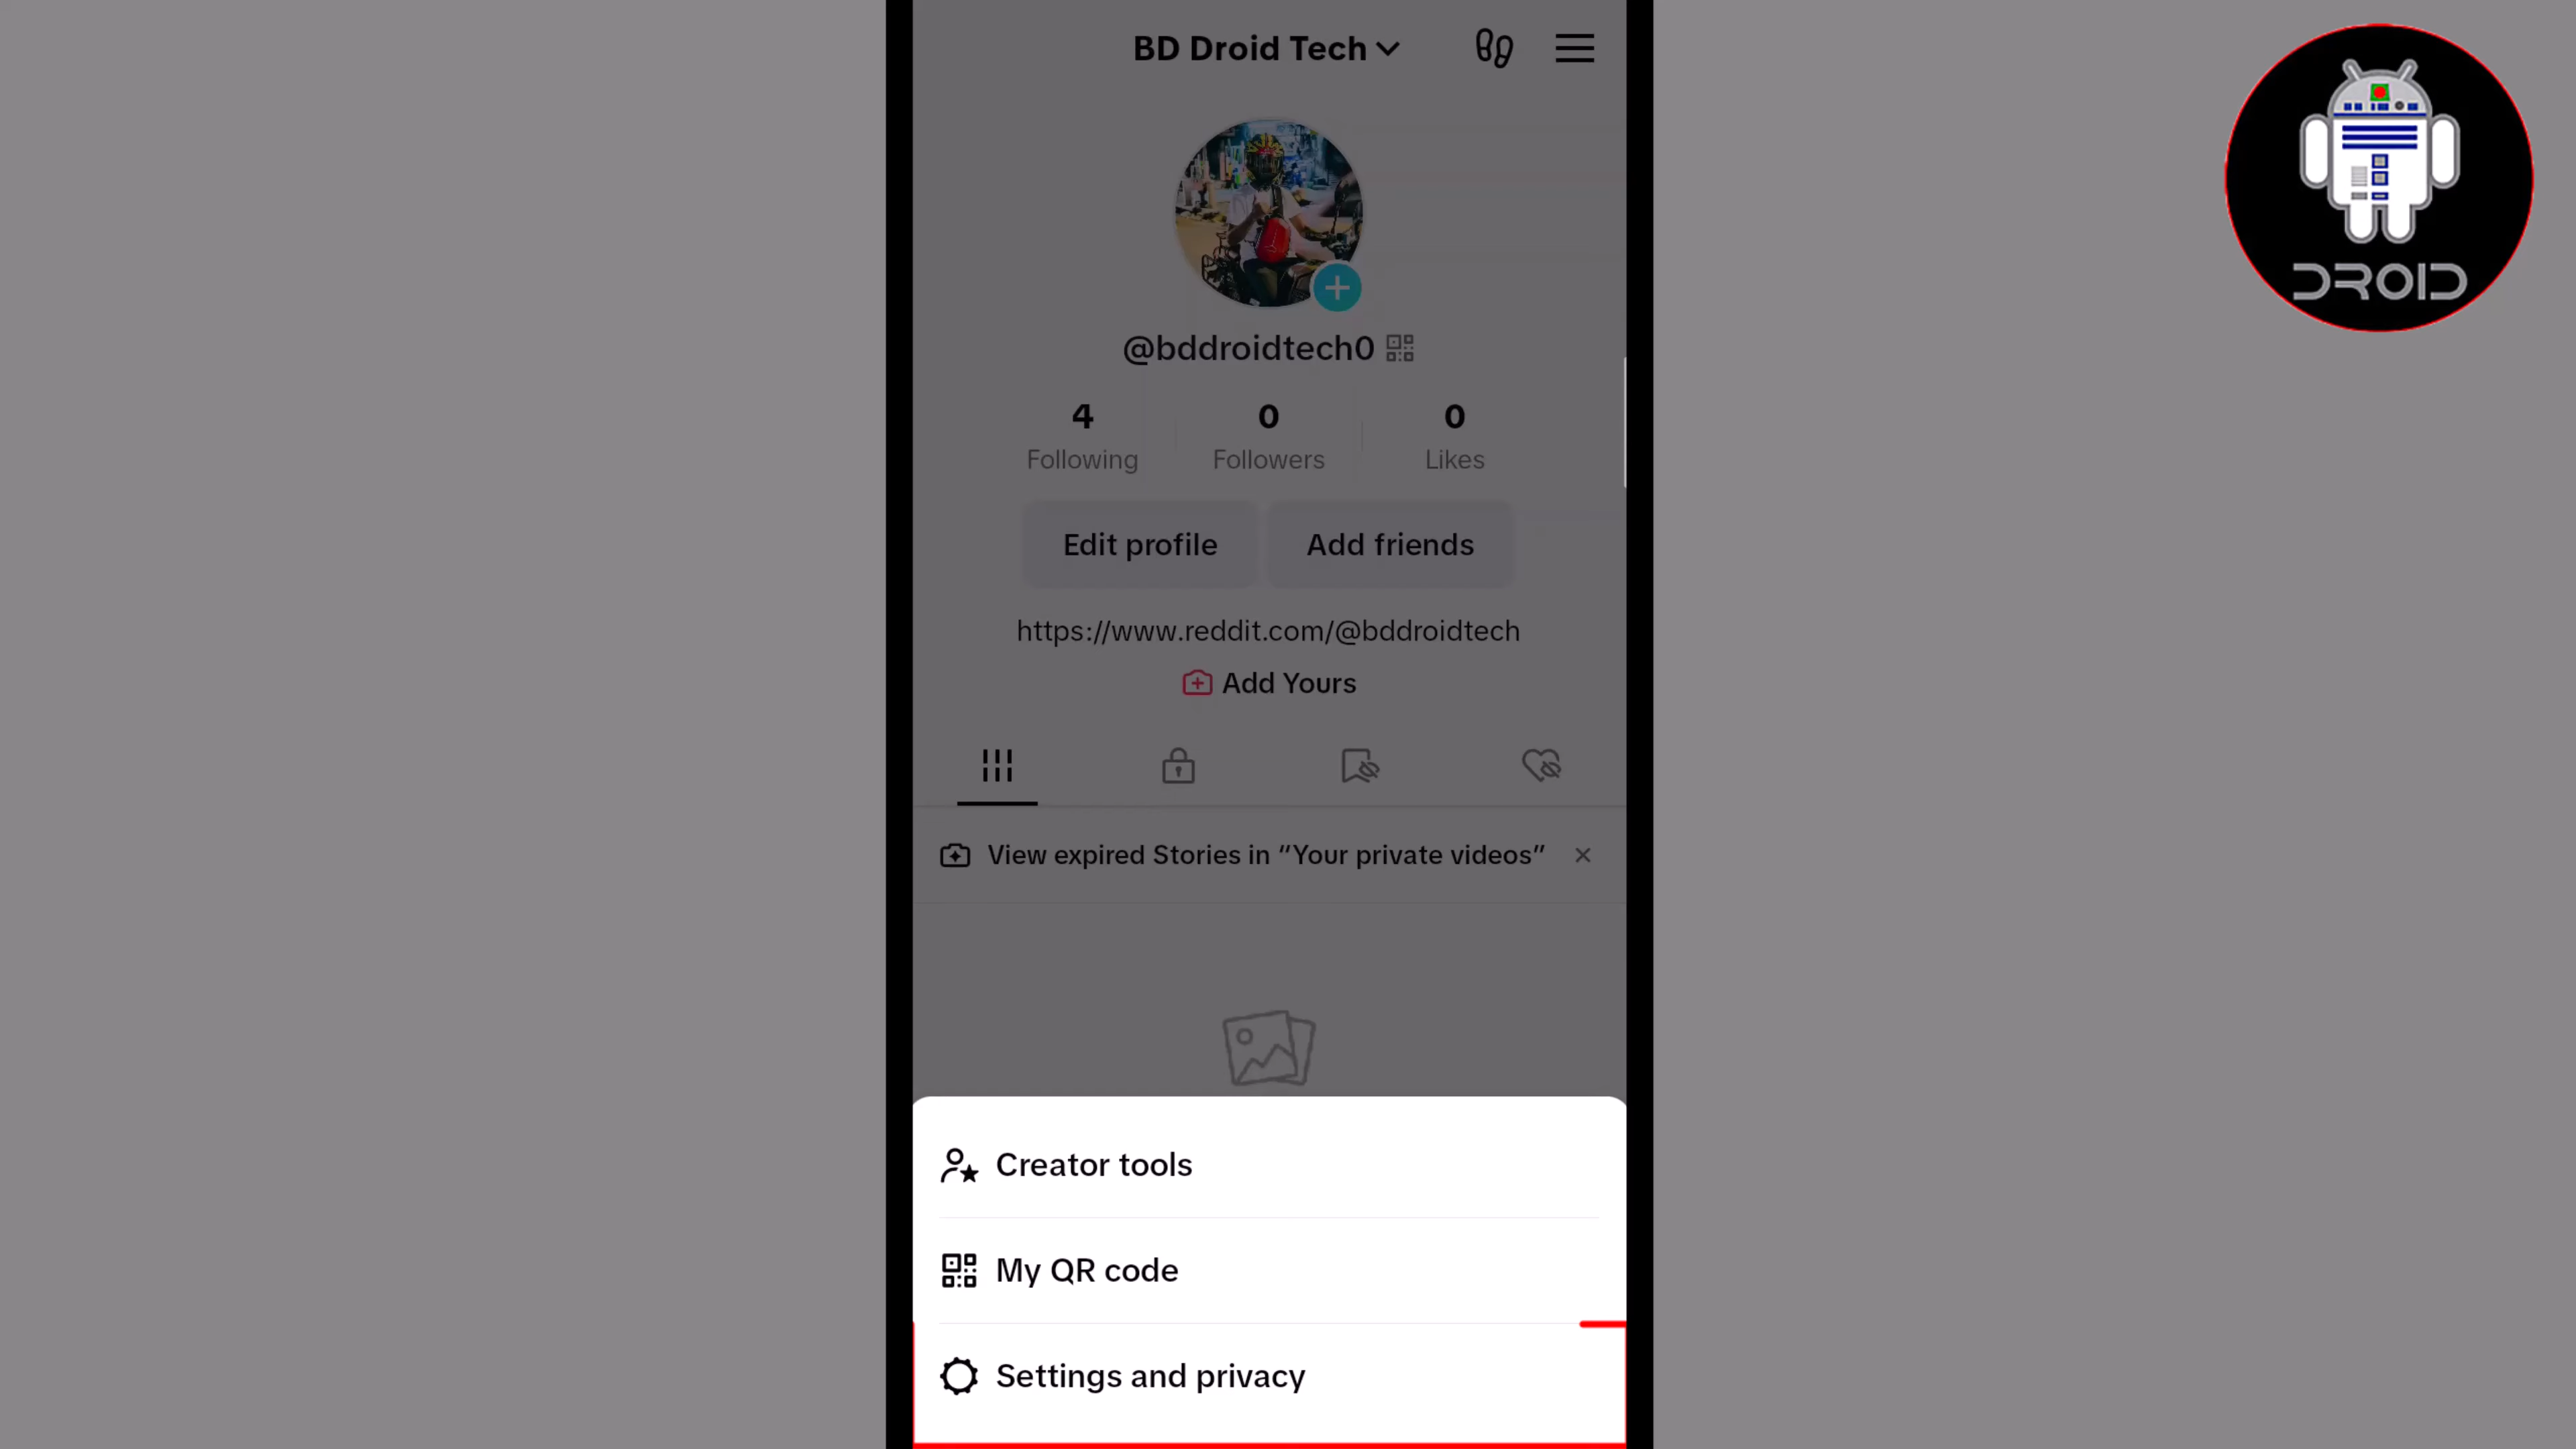 BD Droid Tech
DROID
@bddroidtech0
4 0 0
Following Followers Likes
Edit profile Add friends
https://www.reddit.com/@bddroidtech
Add Yours
View expired Stories in “Your private videos”
Creator tools
My QR code
Settings and privacy